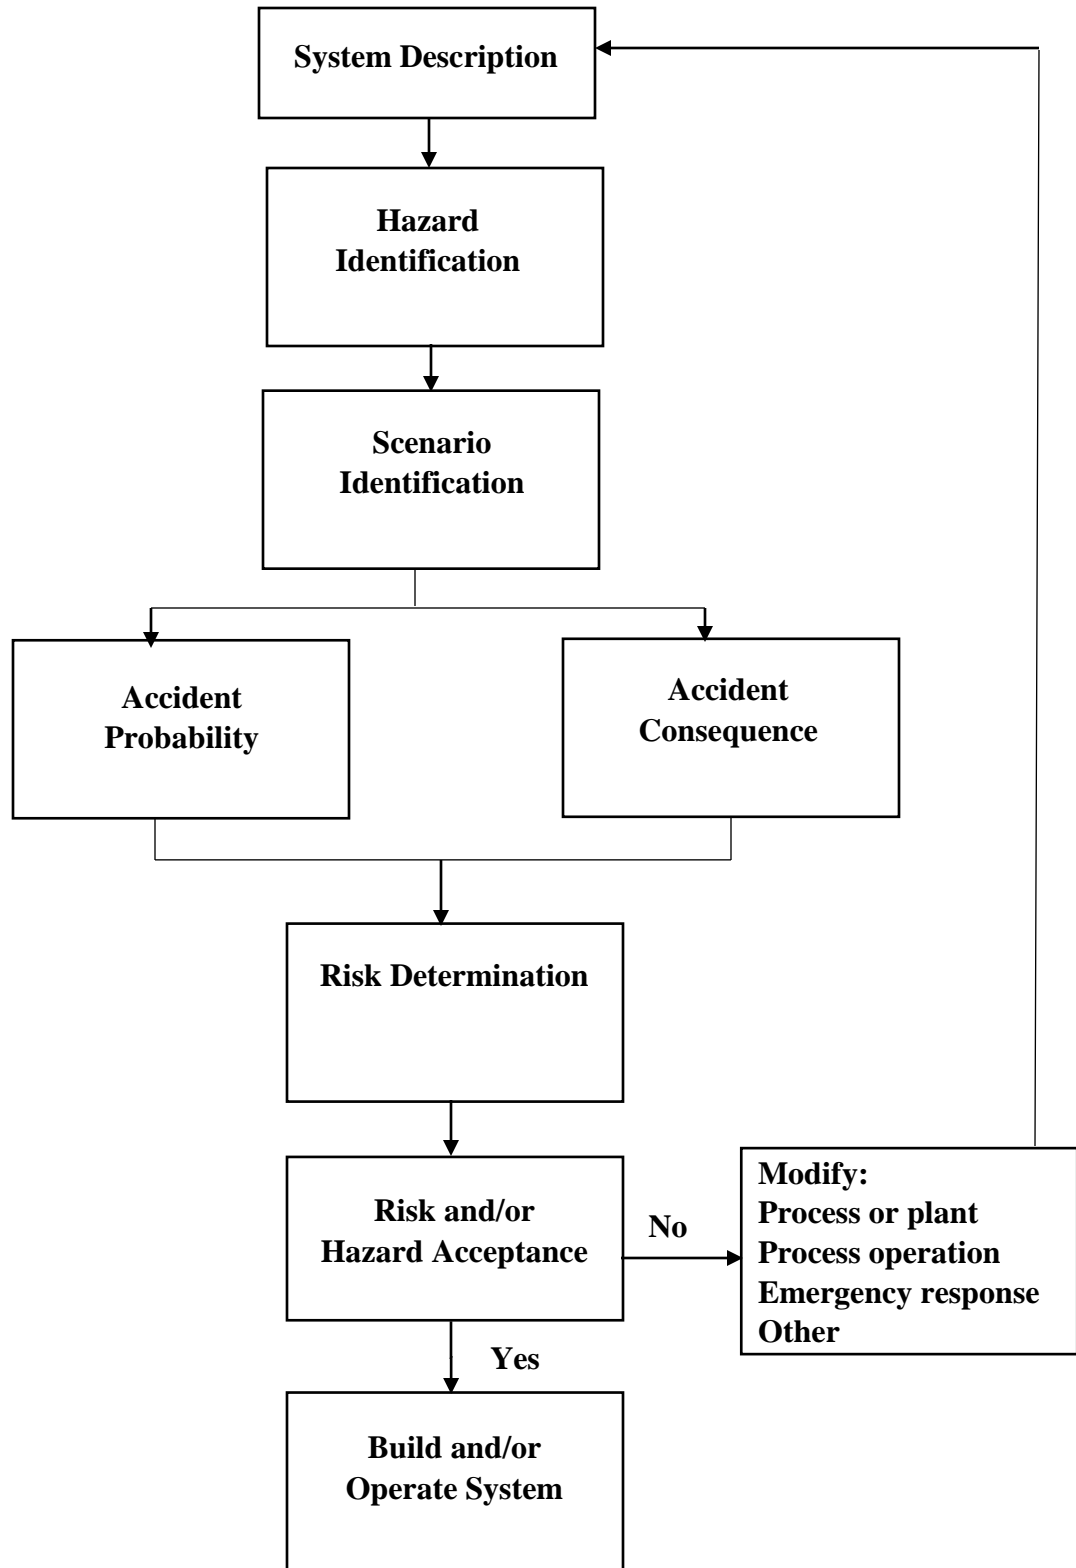 System Description
Hazard
Identification
Scenario
Identification
Accident
Probability
Accident
Consequence
Risk Determination
Risk and/or
Hazard Acceptance
No
Modify:
Process or plant
Process operation
Emergency response
Other
Yes
Build and/or
Operate System